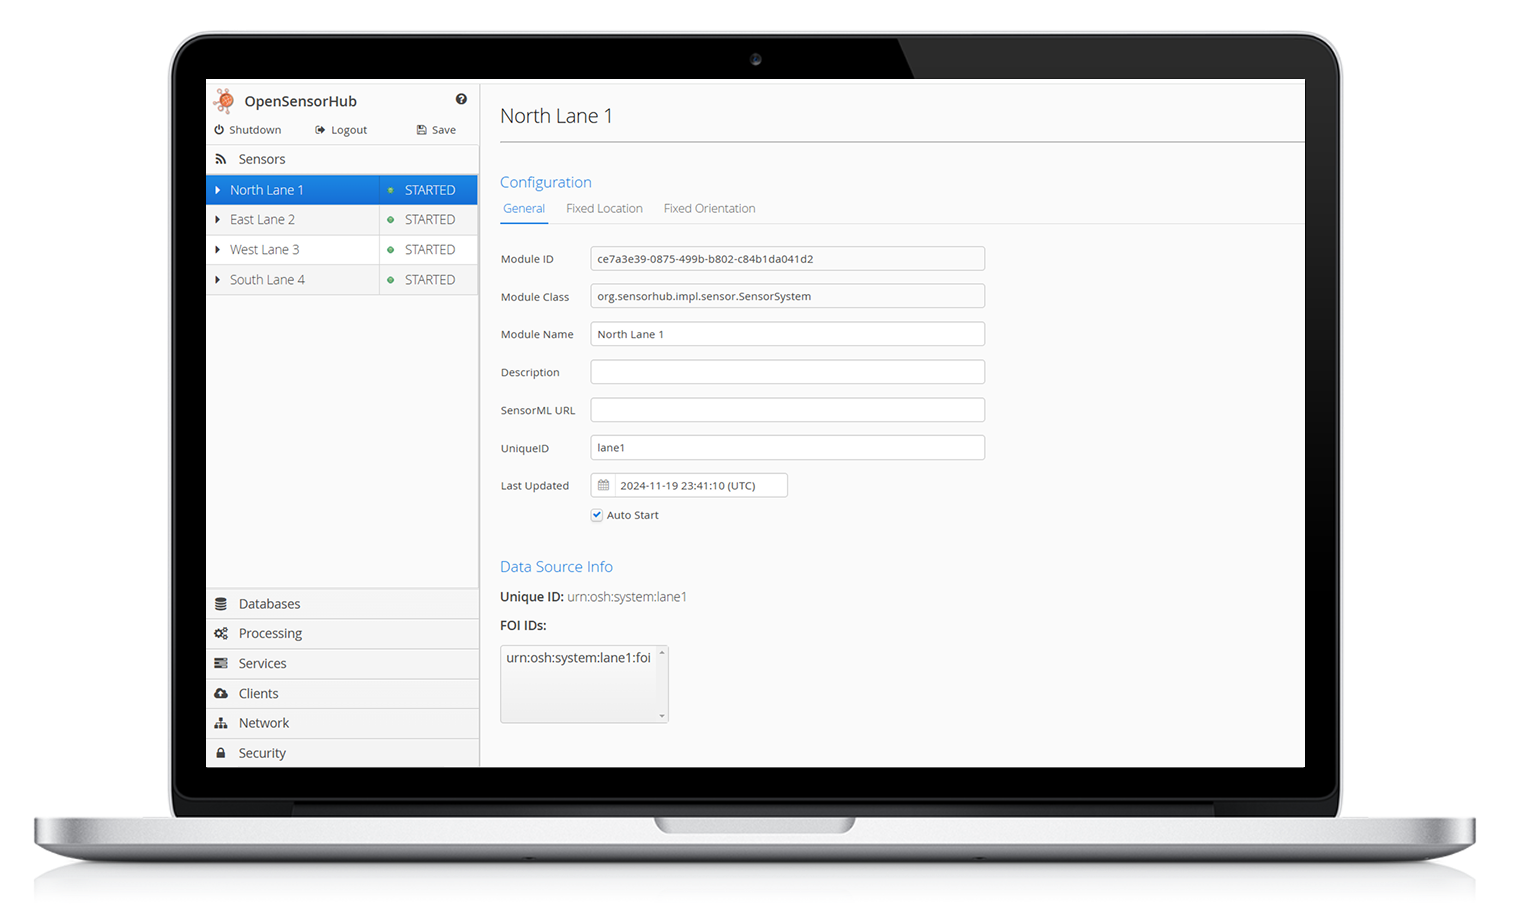 OpenSensorHub
Shutdown Logout Save
Sensors
North Lane 1 STARTED
East Lane 2 STARTED
West Lane 3 STARTED
South Lane 4 STARTED
Databases
Processing
Services
Clients
Network
Security
North Lane 1
Configuration
General Fixed Location Fixed Orientation
Module ID ce7a3e39-0875-499b-b802-c84b1da041d2
Module Class org.sensorhub.impl.sensor.SensorSystem
Module Name North Lane 1
Description
SensorML URL
UniqueID lane1
Last Updated 2024-11-19 23:41:10 (UTC)
Auto Start
Data Source Info
Unique ID: urn:osh:system:lane1
FOI IDs:
urn:osh:system:lane1:foi